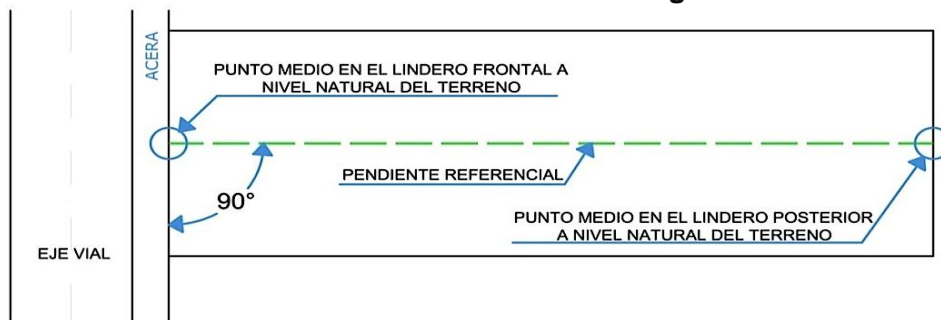 ACERA
PUNTO MEDIO EN EL LINDERO FRONTAL A
NIVEL NATURAL DEL TERRENO
PENDIENTE REFERENCIAL
90°
PUNTO MEDIO EN EL LINDERO POSTERIOR
A NIVEL NATURAL DEL TERRENO
EJE VIAL